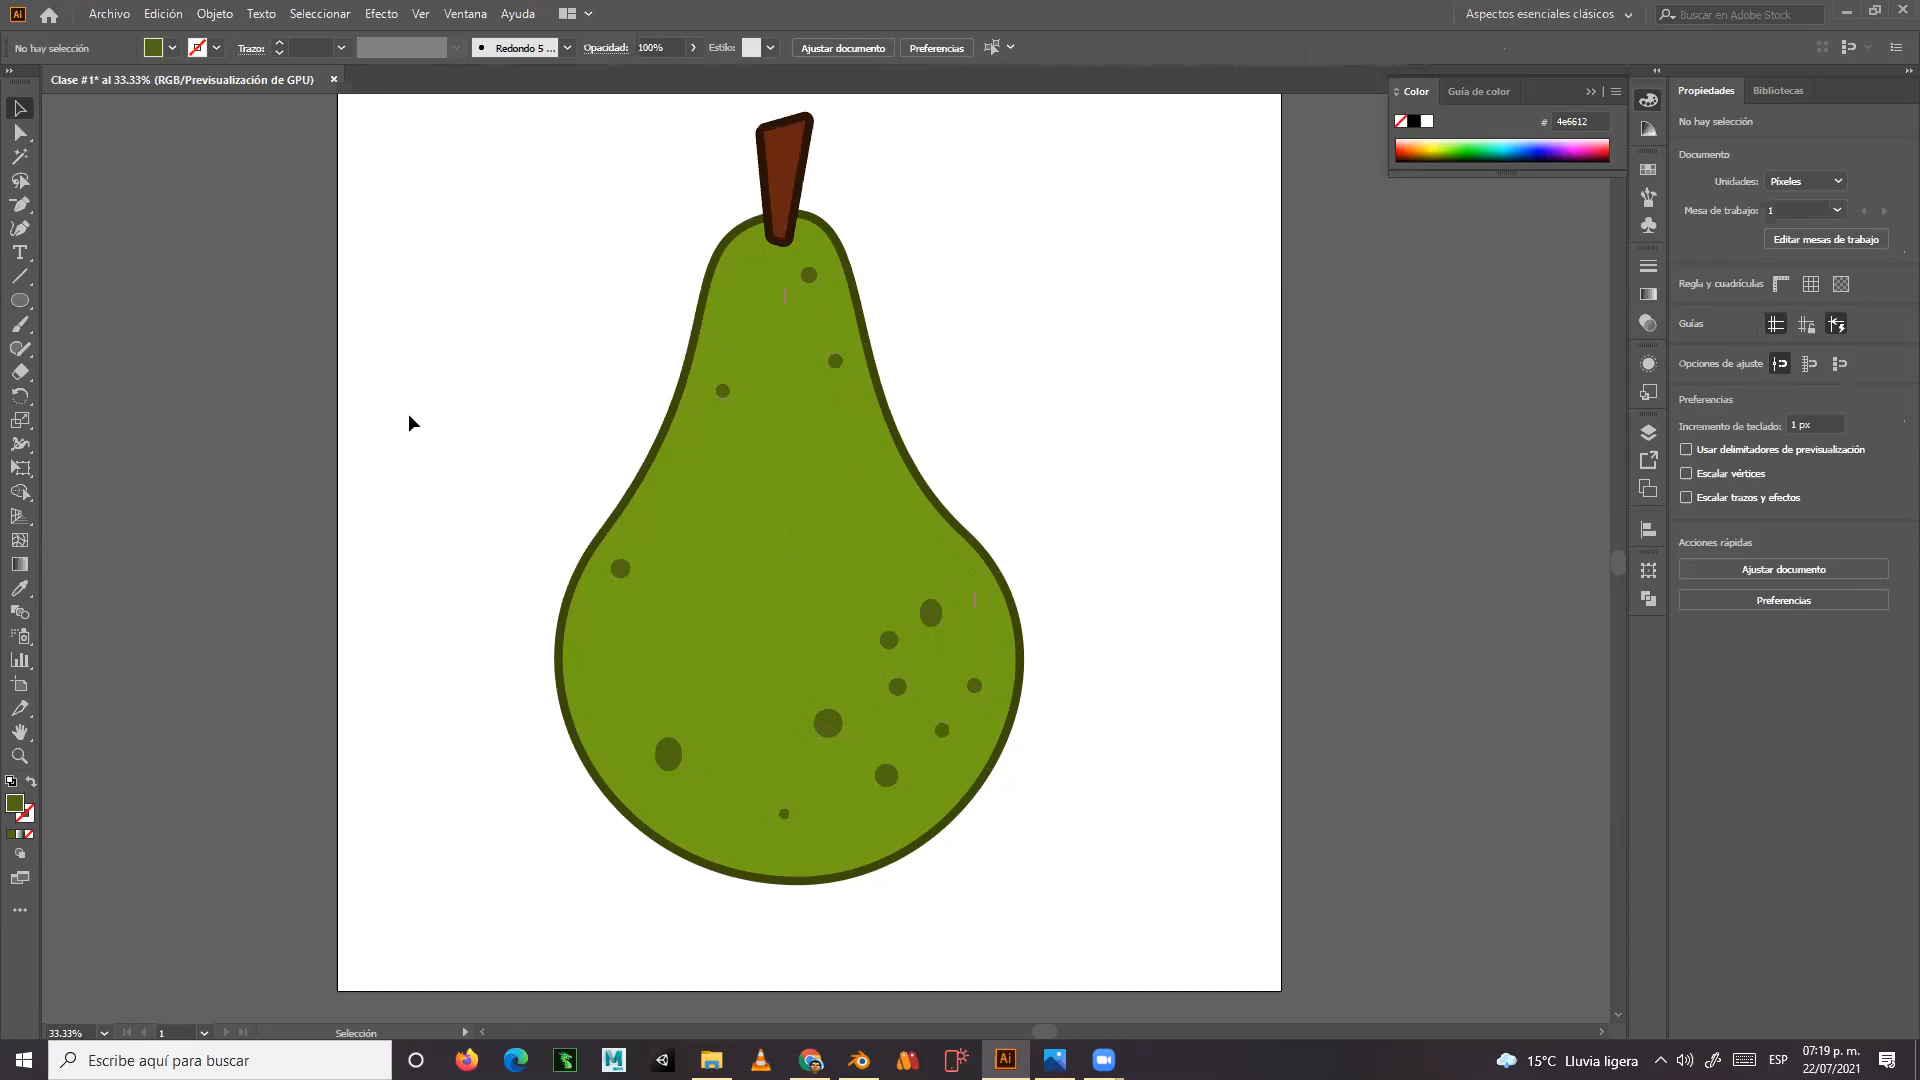 Ai Archivo Edición Objeto Texto Seleccionar Efecto Ver Ventana Ayuda Aspectos esenciales clásicos Buscar en Adobe Stock
No hay selección Trazo: Redondo 5 ... Opacidad: 100% Estilo: Ajustar documento Preferencias
Clase #1* al 33.33% (RGB/Previsualización de GPU)
Color Guía de color
# 4e6612
Propiedades Bibliotecas
No hay selección
Documento
Unidades: Píxeles
Mesa de trabajo: 1
Editar mesas de trabajo
Regla y cuadrículas
Guías
Opciones de ajuste
Preferencias
Incremento de teclado: 1 px
Usar delimitadores de previsualización
Escalar vértices
Escalar trazos y efectos
Acciones rápidas
Ajustar documento
Preferencias
33.33% 1 Selección
Escribe aquí para buscar
Ai
15°C Lluvia ligera
ESP
07:19 p. m.
22/07/2021